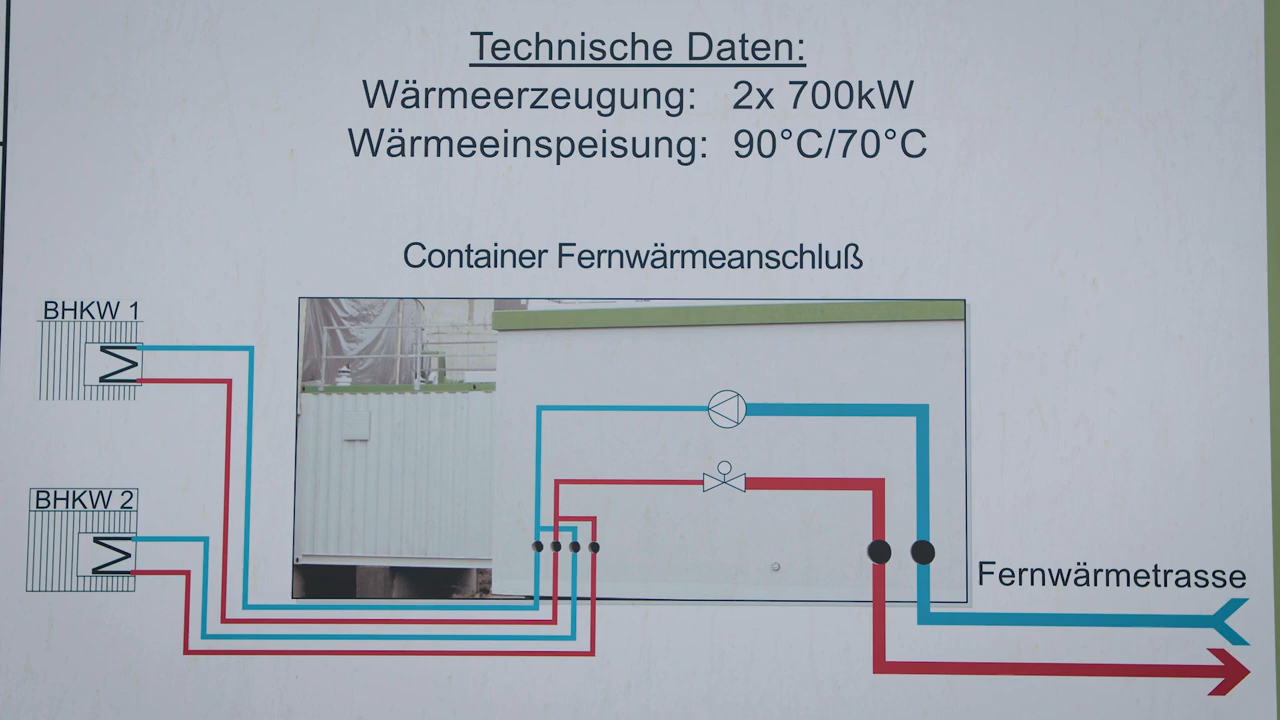 Technische Daten:
Wärmeerzeugung: 2x 700kW
Wärmeeinspeisung: 90°C/70°C
Container Fernwärmeanschluß
BHKW 1
BHKW 2
Fernwärmetrasse